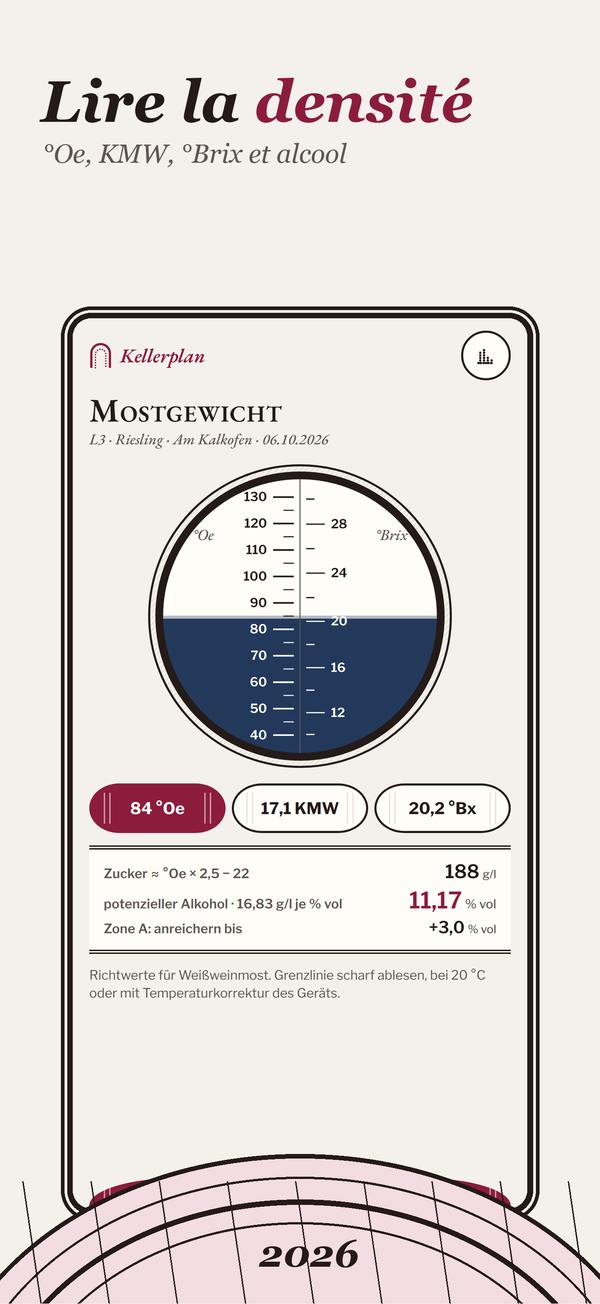 Lire la densité
°Oe, KMW, °Brix et alcool
Kellerplan
Mostgewicht
L3 · Riesling · Am Kalkofen · 06.10.2026
130
120
28
°Oe
°Brix
110
100
24
90
20
80
70
16
60
50
12
40
84 °Oe
17,1 KMW
20,2 °Bx
Zucker ≈ °Oe × 2,5 − 22
188 g/l
potenzieller Alkohol · 16,83 g/l je % vol
11,17 % vol
Zone A: anreichern bis
+3,0 % vol
Richtwerte für Weißweinmost. Grenzlinie scharf ablesen, bei 20 °C
oder mit Temperaturkorrektur des Geräts.
2026